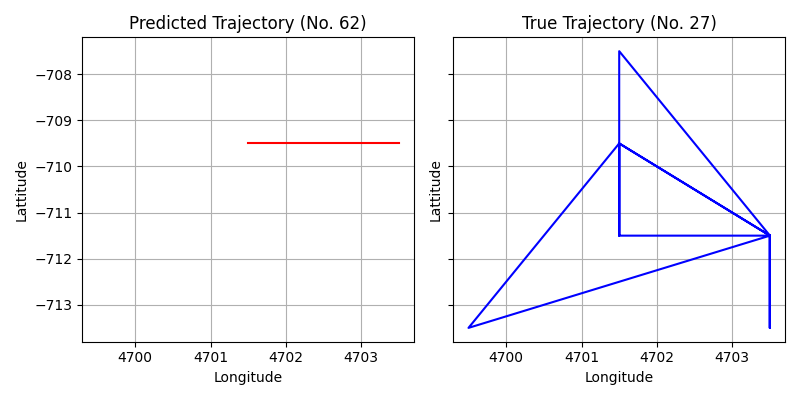 Predicted Trajectory (No. 62)
True Trajectory (No. 27)
−708
−709
−710
−711
−712
−713
Lattitude
4700
4701
4702
4703
Longitude
Lattitude
4700
4701
4702
4703
Longitude